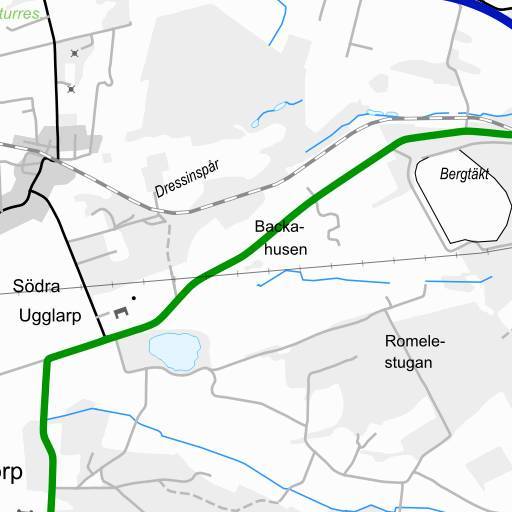 turres.
Dressinspår
Bergtäkt
Backa-
husen
Södra
Ugglarp
Romele-
stugan
orp